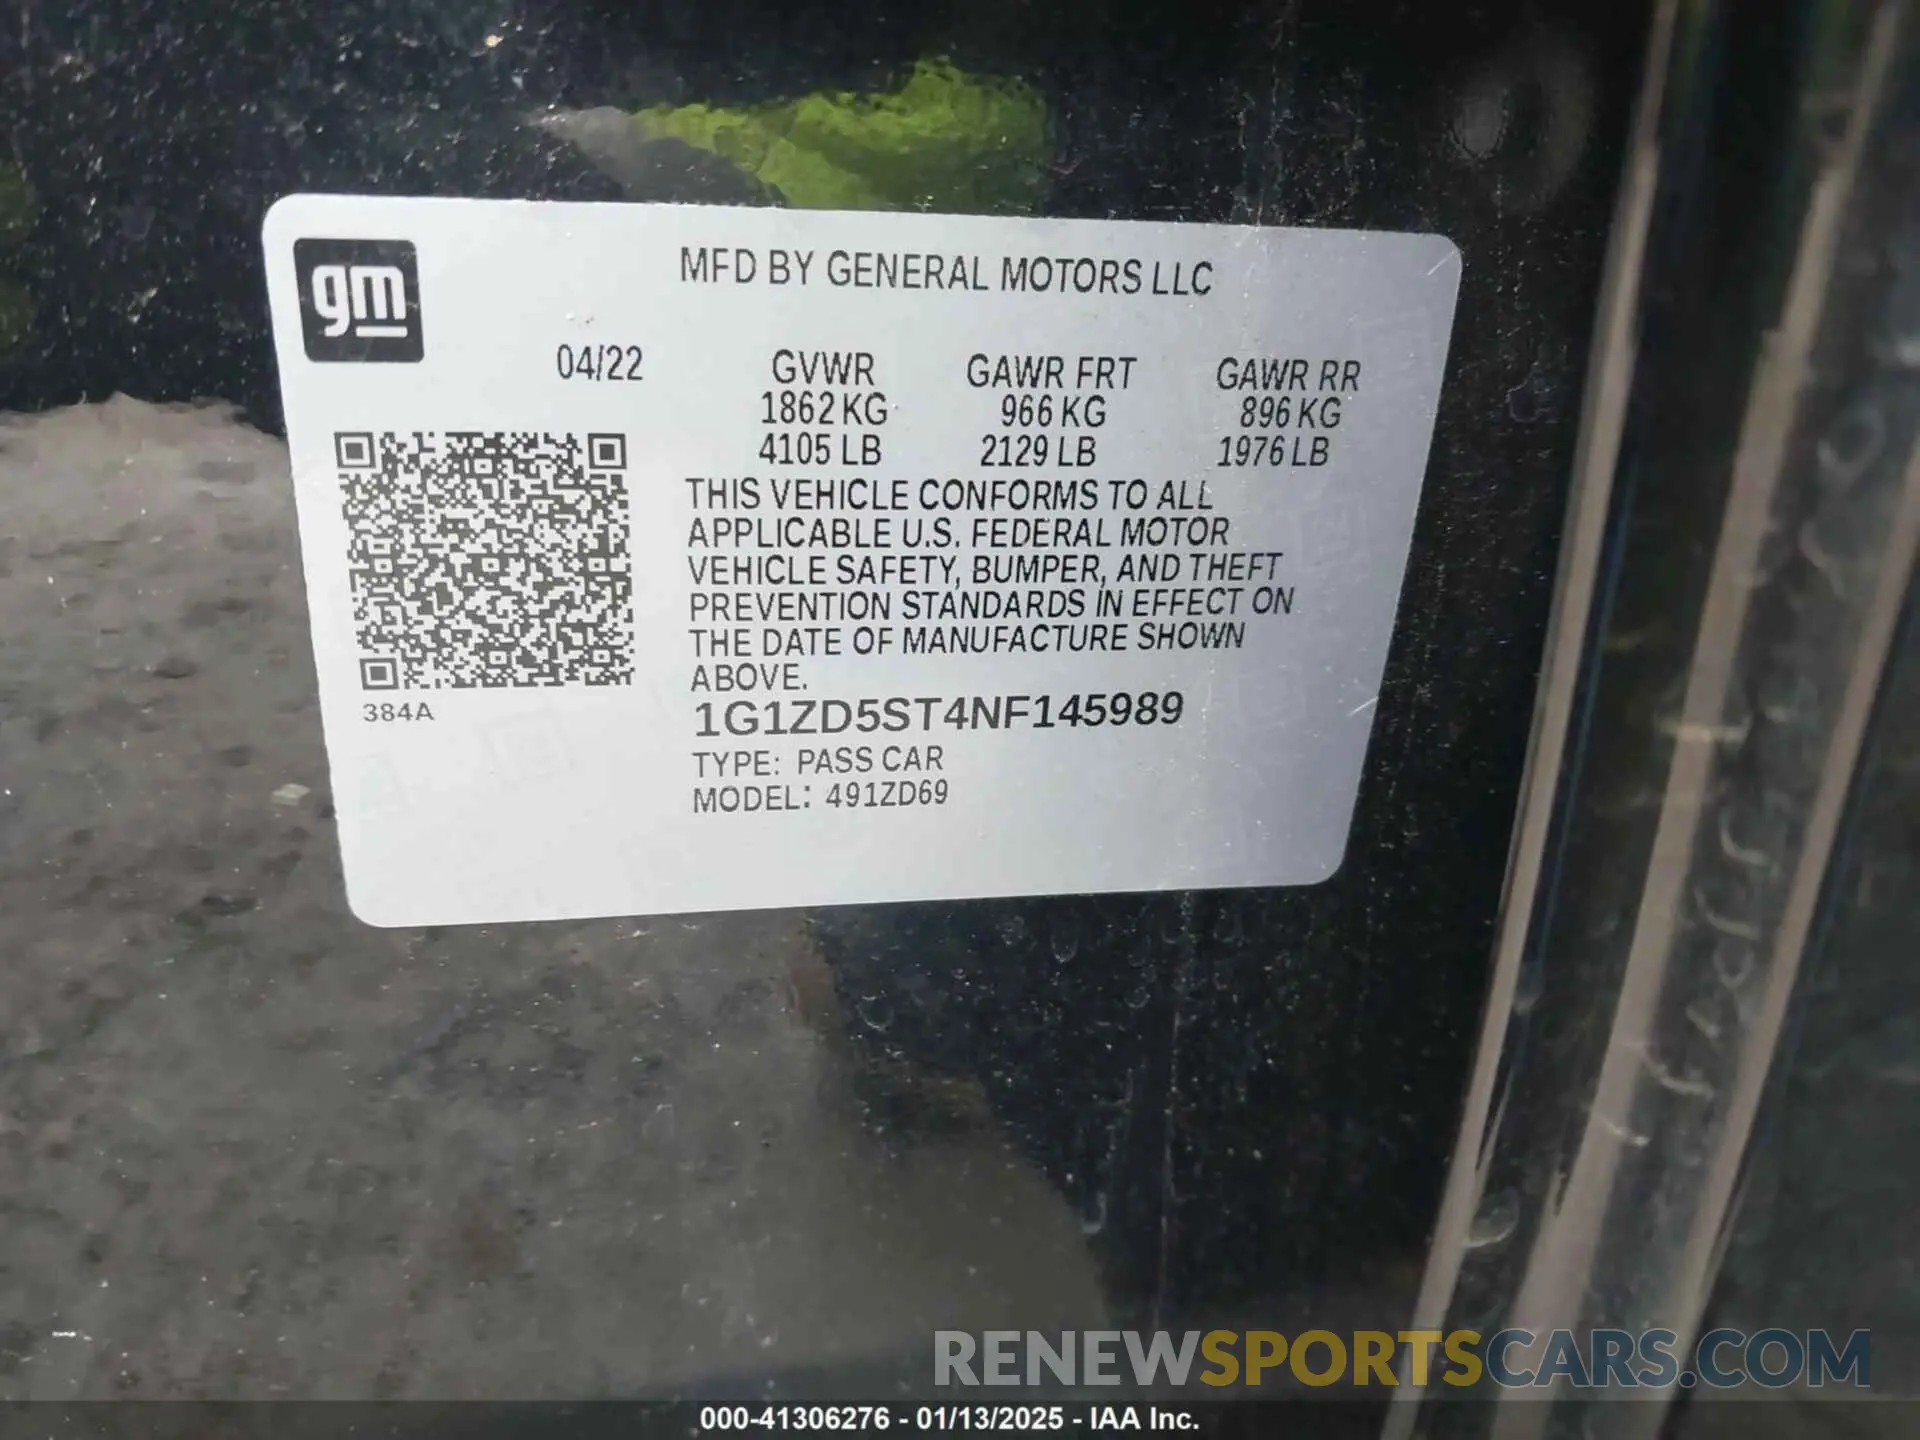 gm
MFD BY GENERAL MOTORS LLC
04/22 GVWR GAWR FRT GAWR RR
1862 KG 966 KG 896 KG
4105 LB 2129 LB 1976 LB
THIS VEHICLE CONFORMS TO ALL
APPLICABLE U.S. FEDERAL MOTOR
VEHICLE SAFETY, BUMPER, AND THEFT
PREVENTION STANDARDS IN EFFECT ON
THE DATE OF MANUFACTURE SHOWN
ABOVE.
384A
1G1ZD5ST4NF145989
TYPE: PASS CAR
MODEL: 491ZD69
RENEWSPORTSCARS.COM
000-41306276 - 01/13/2025 - IAA Inc.